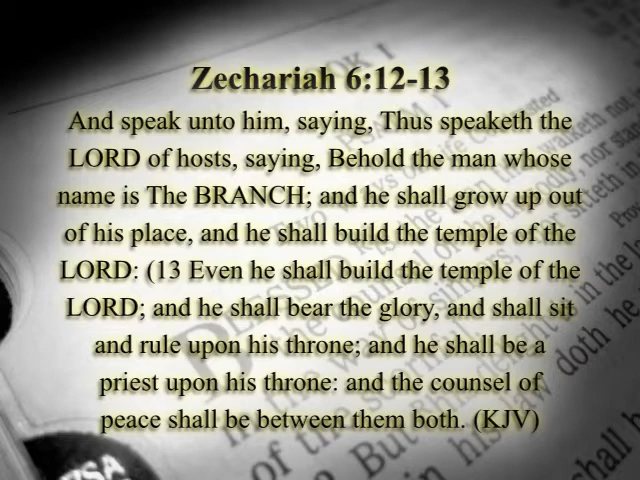 Zechariah 6:12-13
And speak unto him, saying, Thus speaketh the
LORD of hosts, saying, Behold the man whose
name is The BRANCH; and he shall grow up out
of his place, and he shall build the temple of the
LORD: (13 Even he shall build the temple of the
LORD; and he shall bear the glory, and shall sit
and rule upon his throne; and he shall be a
priest upon his throne: and the counsel of
peace shall be between them both. (KJV)